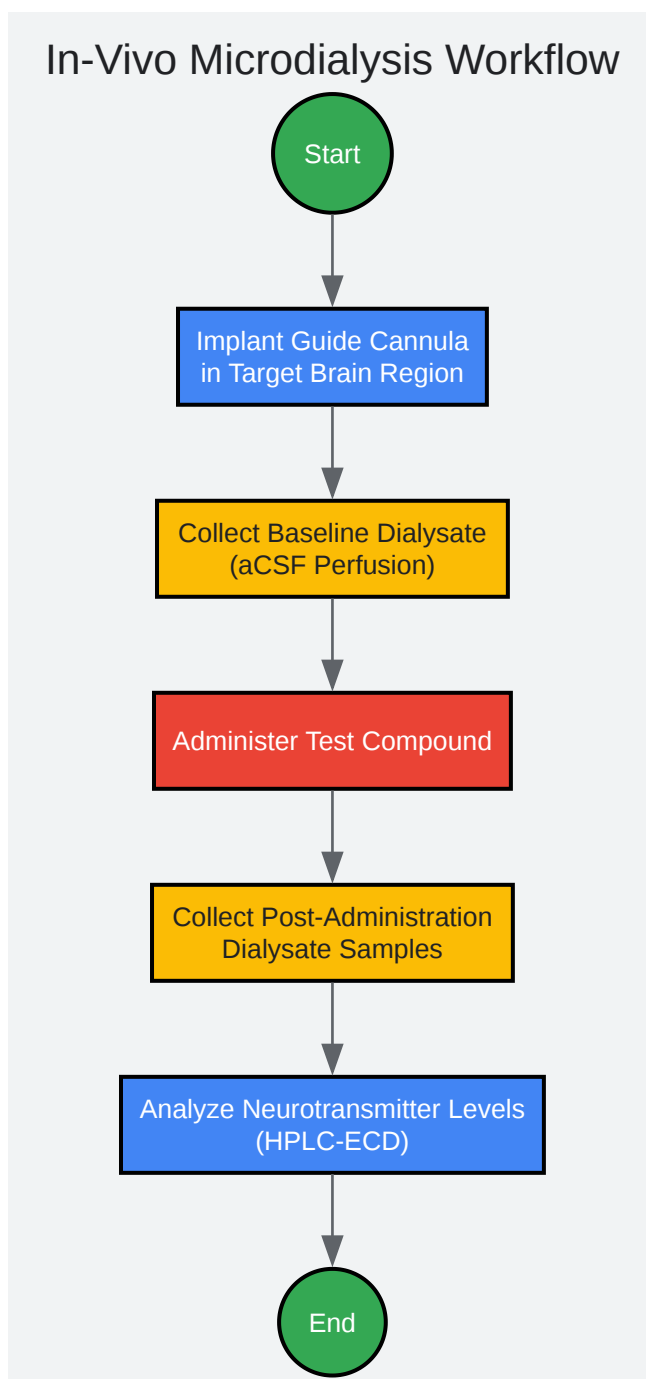 In-Vivo Microdialysis Workflow
Start
Implant Guide Cannula
in Target Brain Region
Collect Baseline Dialysate
(aCSF Perfusion)
Administer Test Compound
Collect Post-Administration
Dialysate Samples
Analyze Neurotransmitter Levels
(HPLC-ECD)
End